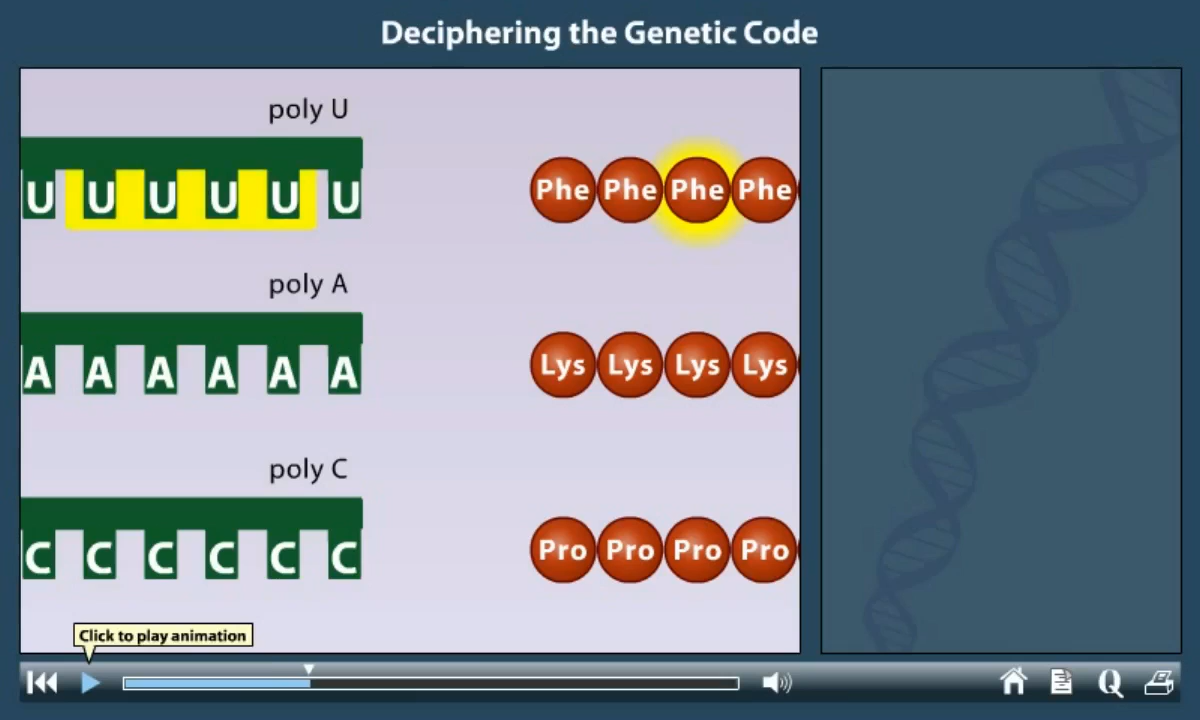 Deciphering the Genetic Code
poly U
U U U U U U
Phe Phe Phe Phe
poly A
A A A A A A
Lys Lys Lys Lys
poly C
C C C C C C
Pro Pro Pro Pro
Click to play animation
Q